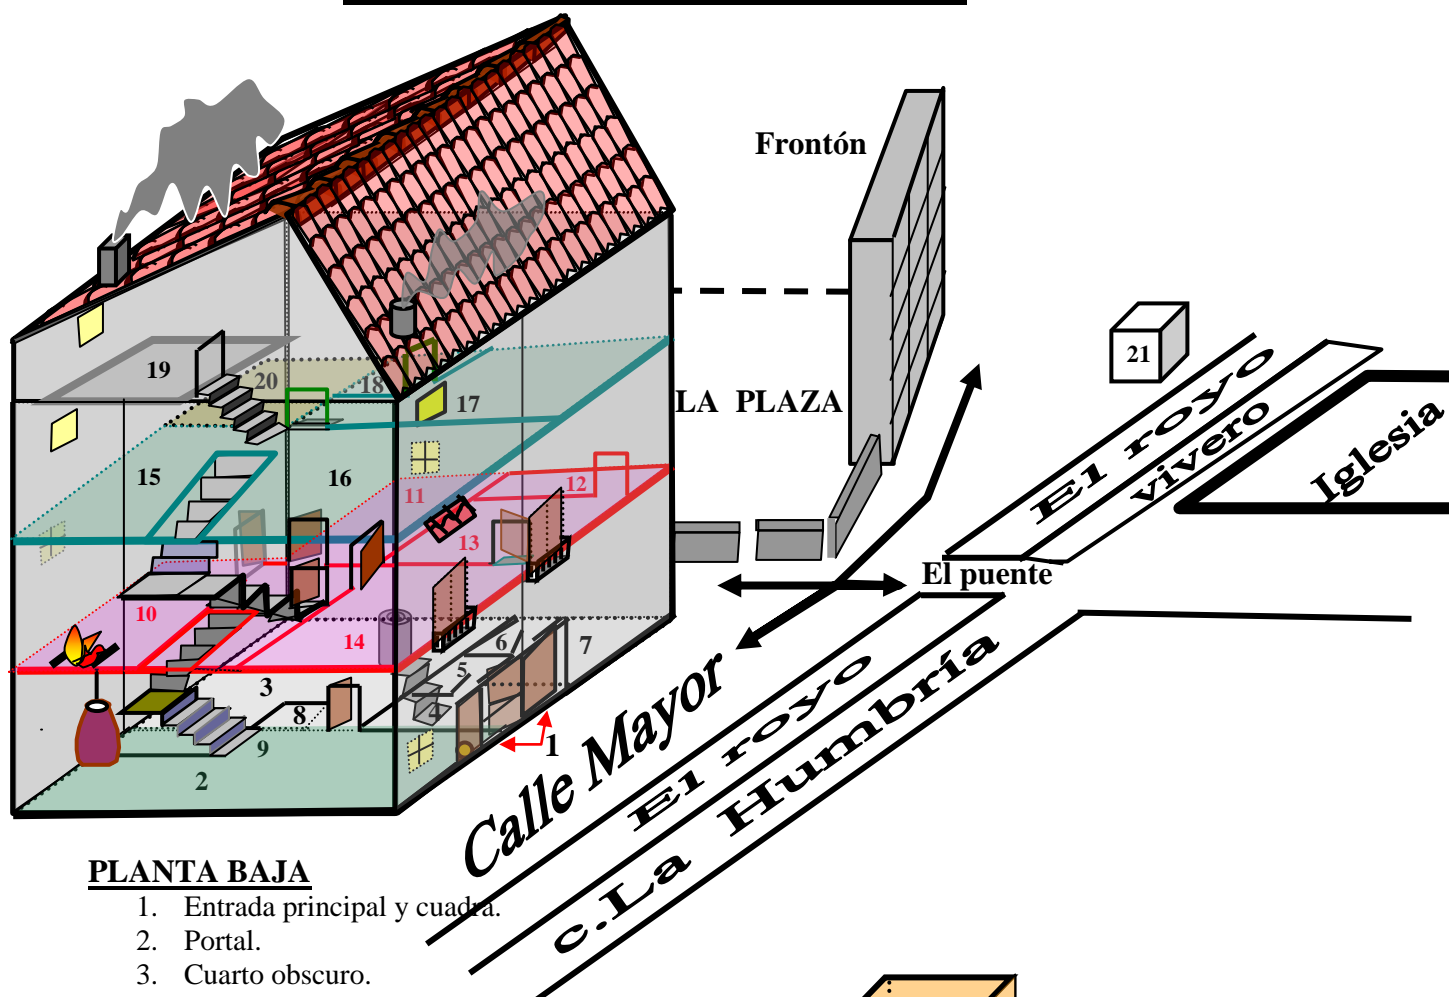 Frontón
21
El royo
19
20
18
17
LA PLAZA
vivero
Iglesia
15
16
11
12
13
El puente
10
14
6
7
3
5
4
8
9
1
2
Calle Mayor
El royo
c.La Humbría
PLANTA BAJA
1. Entrada principal y cuadra.
2. Portal.
3. Cuarto obscuro.